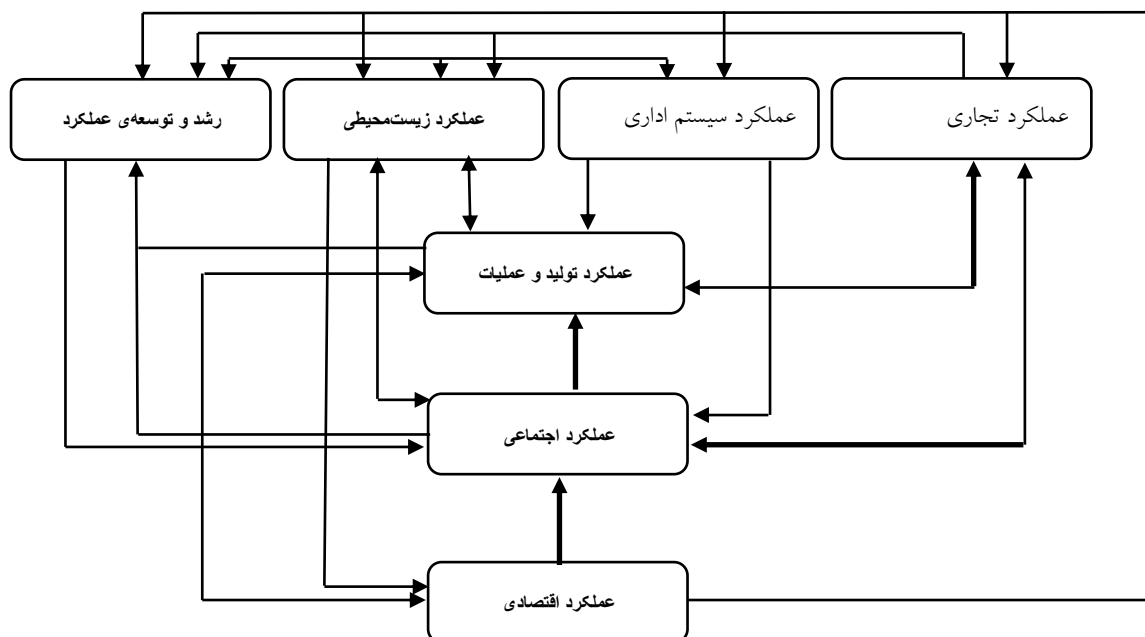 عملکرد تجاری
عملکرد سیستم اداری
عملکرد زیست‌محیطی
رشد و توسعه‌ی عملکرد
عملکرد تولید و عملیات
عملکرد اجتماعی
عملکرد اقتصادی